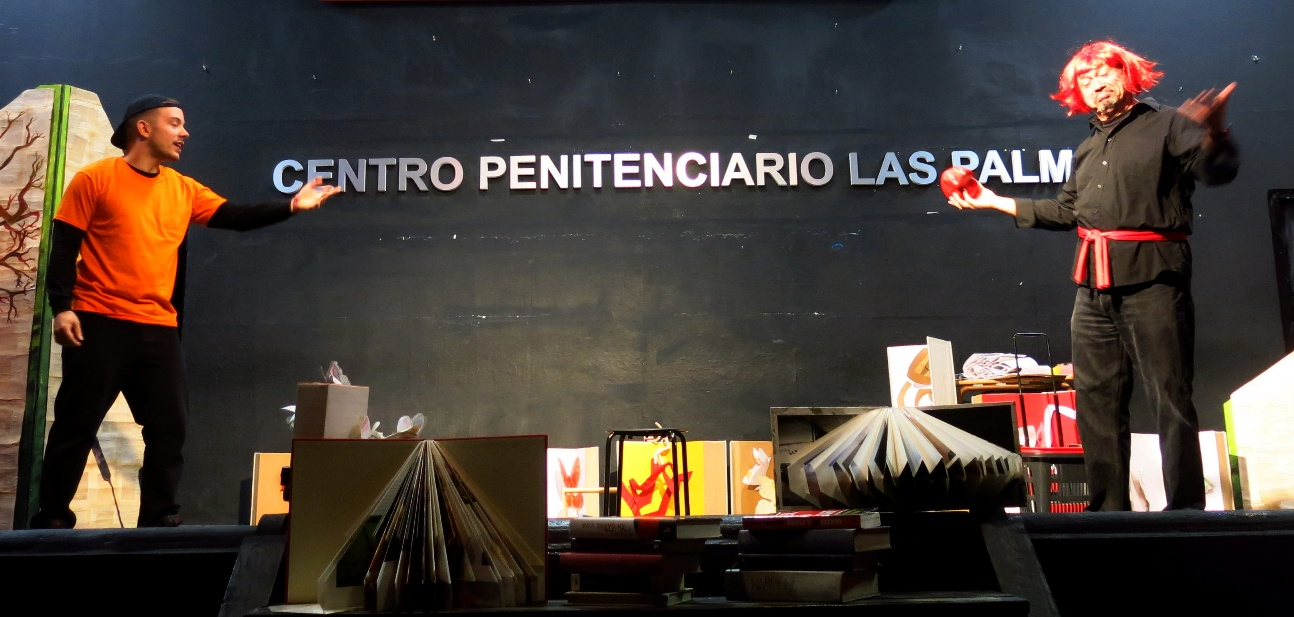 CENTRO PENITENCIARIO LAS PALM